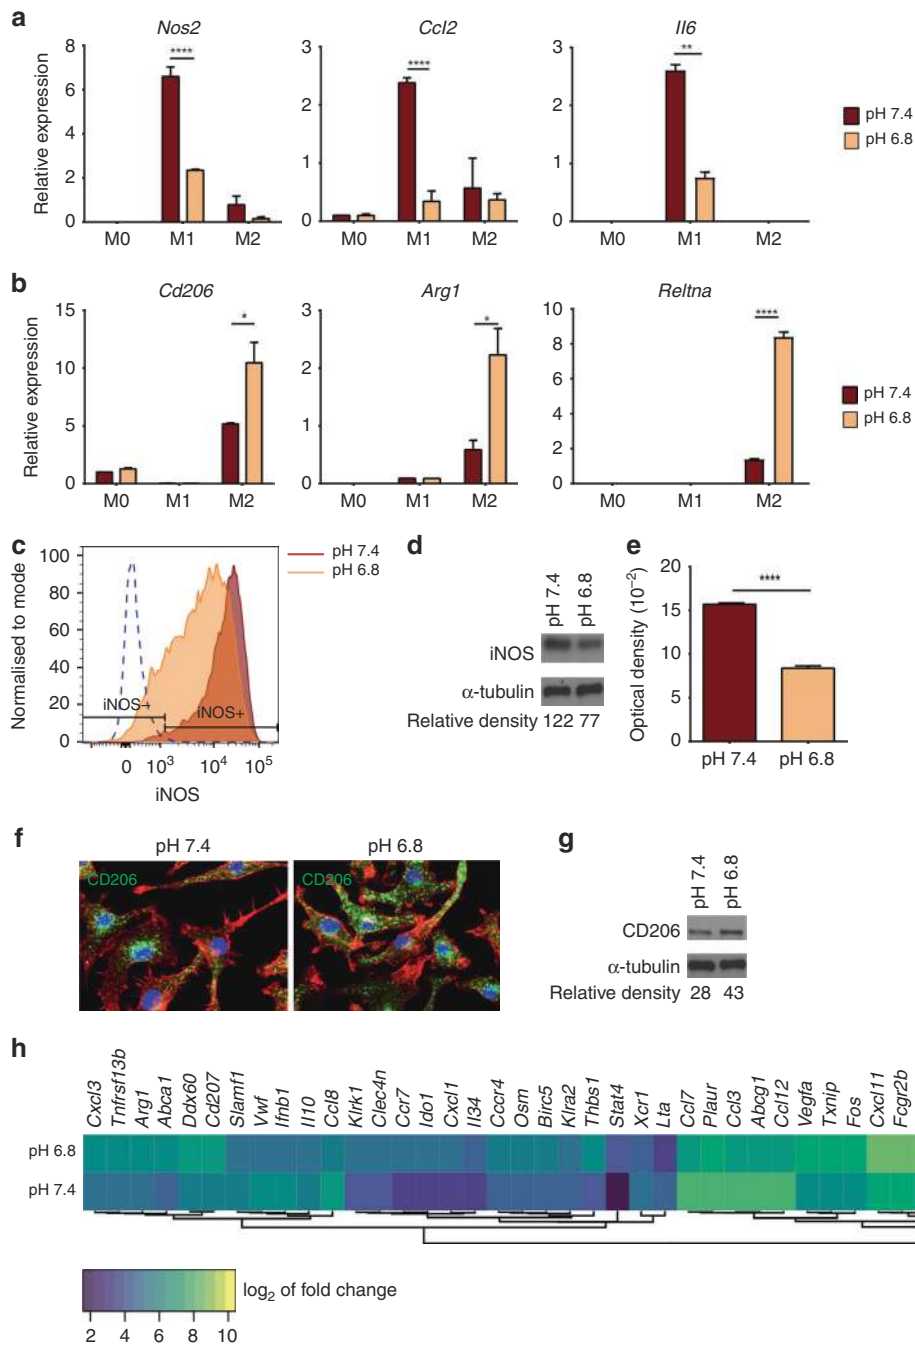 a
Nos2 Ccl2 Il6
Relative expression
8
6
4
2
0
M0 M1 M2
3
2
1
0
M0 M1 M2
3
2
1
0
M0 M1 M2
**** **** **
pH 7.4
pH 6.8
b
Cd206 Arg1 Reltna
Relative expression
15
10
5
0
M0 M1 M2
3
2
1
0
M0 M1 M2
10
8
6
4
2
0
M0 M1 M2
* * ****
pH 7.4
pH 6.8
c
Normalised to mode
100
80
60
40
20
0
iNOS-
iNOS+
0 10³ 10⁴ 10⁵
iNOS
pH 7.4
pH 6.8
d
pH 7.4 pH 6.8
iNOS
α-tubulin
Relative density 122 77
e
Optical density (10⁻²)
20
15
10
5
0
****
pH 7.4 pH 6.8
f
pH 7.4 pH 6.8
CD206 CD206
g
pH 7.4 pH 6.8
CD206
α-tubulin
Relative density 28 43
h
Cxcl3 Tnfrsf13b Arg1 Abca1 Ddx60 Cd207 Slamf1 Vwf Ifnb1 Il10 Ccl8 Klrk1 Clec4n Ccr7 Ido1 Cxcl1 Il34 Cccr4 Osm Birc5 Klra2 Thbs1 Stat4 Xcr1 Lta Ccl7 Plaur Ccl3 Abcg1 Ccl12 Vegfa Txnip Fos Cxcl11 Fcgr2b
pH 6.8
pH 7.4
log₂ of fold change
2 4 6 8 10